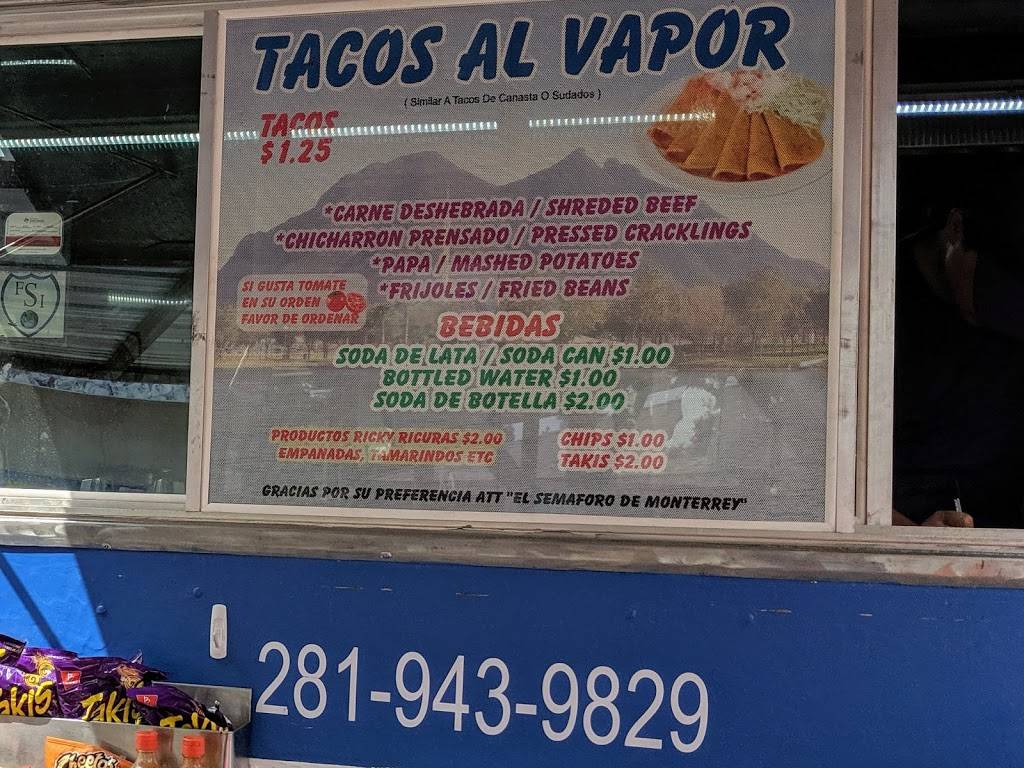 TACOS AL VAPOR
( Similar A Tacos De Canasta O Sudados )
TACOS
$1.25
*CARNE DESHEBRADA / SHREDED BEEF
*CHICHARRON PRENSADO / PRESSED CRACKLINGS
*PAPA / MASHED POTATOES
*FRIJOLES / FRIED BEANS
SI GUSTA TOMATE
EN SU ORDEN
FAVOR DE ORDENAR
BEBIDAS
SODA DE LATA / SODA CAN $1.00
BOTTLED WATER $1.00
SODA DE BOTELLA $2.00
PRODUCTOS RICKY RICURAS $2.00
EMPANADAS, TAMARINDOS ETC
CHIPS $1.00
TAKIS $2.00
GRACIAS POR SU PREFERENCIA ATT "EL SEMAFORO DE MONTERREY"
FSI
281-943-9829
Takis
Cheetos